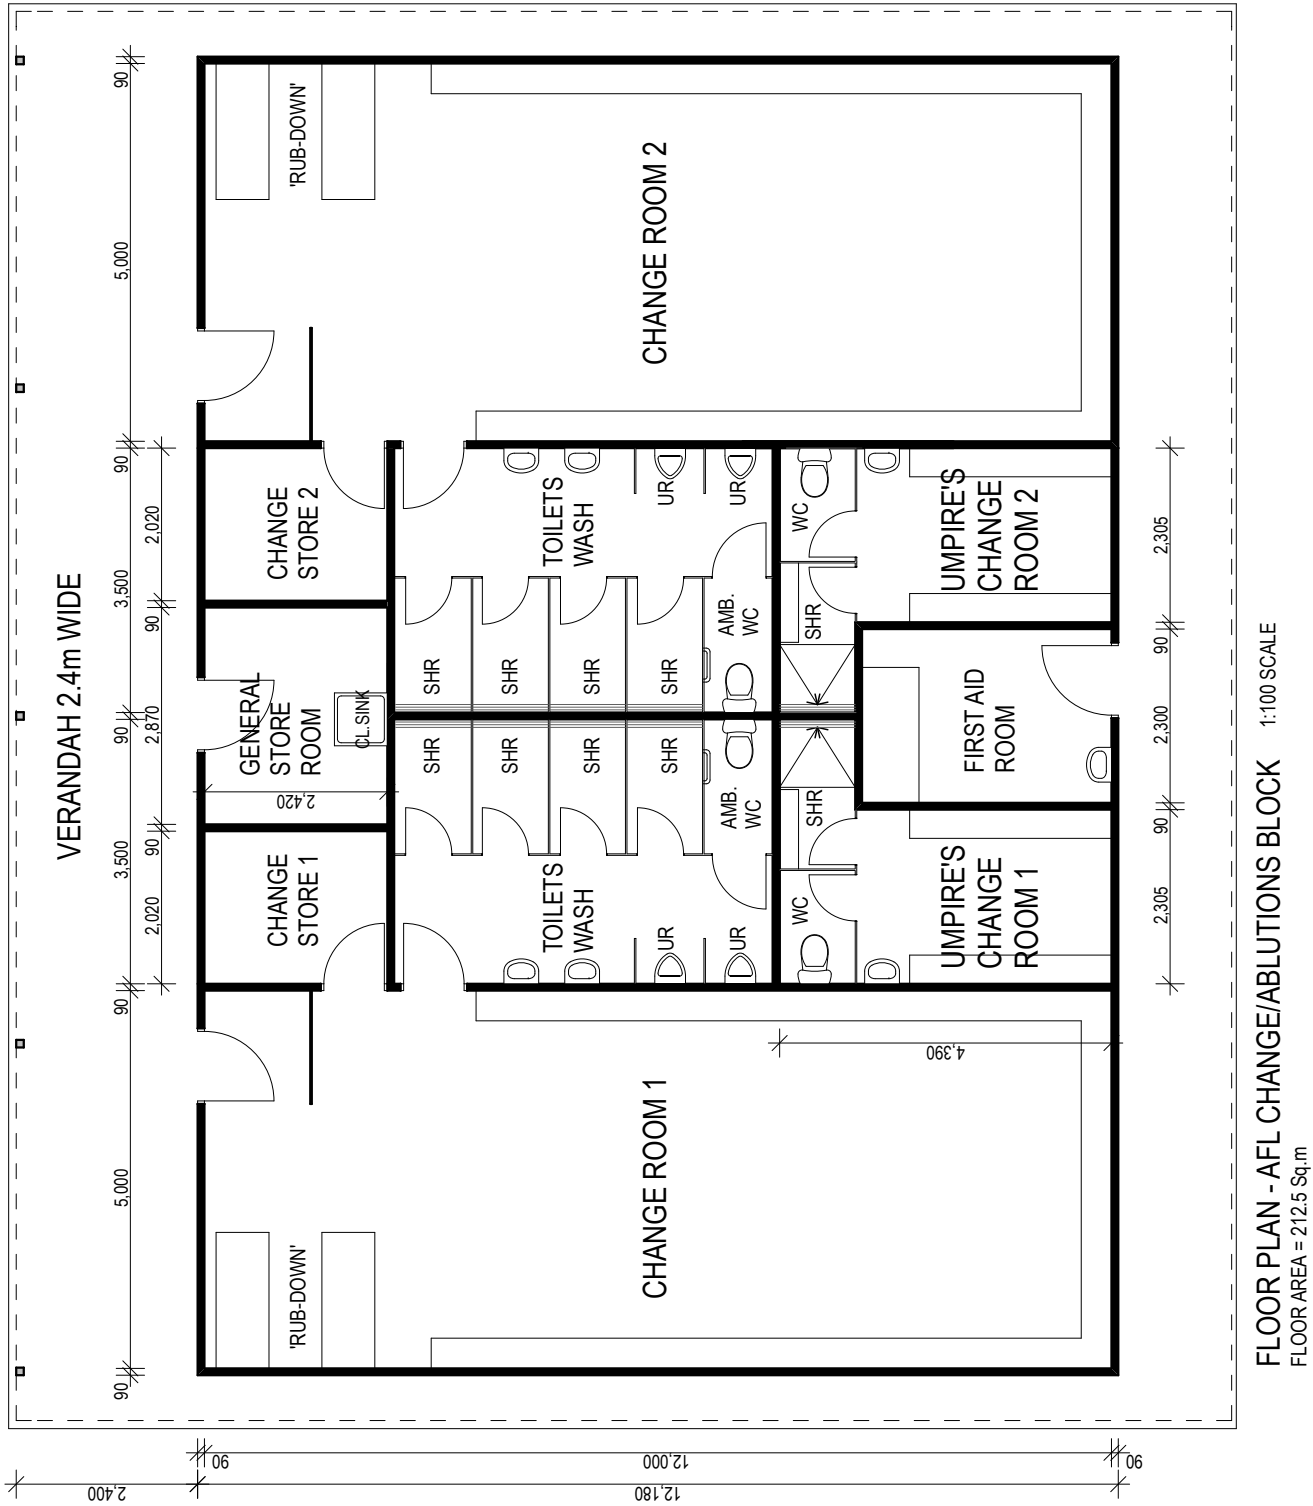 VERANDAH 2.4m WIDE
90
5,000
90
3,500
90
3,500
90
5,000
90
2,020
90
2,870
90
2,020
'RUB-DOWN'
CHANGE
STORE 1
GENERAL
STORE
ROOM
CL.SINK
2,420
CHANGE
STORE 2
'RUB-DOWN'
CHANGE ROOM 1
TOILETS
WASH
SHR
SHR
SHR
SHR
UR
UR
AMB.
WC
SHR
SHR
SHR
SHR
AMB.
WC
TOILETS
WASH
UR
UR
CHANGE ROOM 2
WC
SHR
SHR
WC
4,390
UMPIRE'S
CHANGE
ROOM 1
FIRST AID
ROOM
UMPIRE'S
CHANGE
ROOM 2
2,305
90
2,300
90
2,305
2,400
90
12,000
90
12,180
FLOOR PLAN - AFL CHANGE/ABLUTIONS BLOCK 1:100 SCALE
FLOOR AREA = 212.5 Sq.m